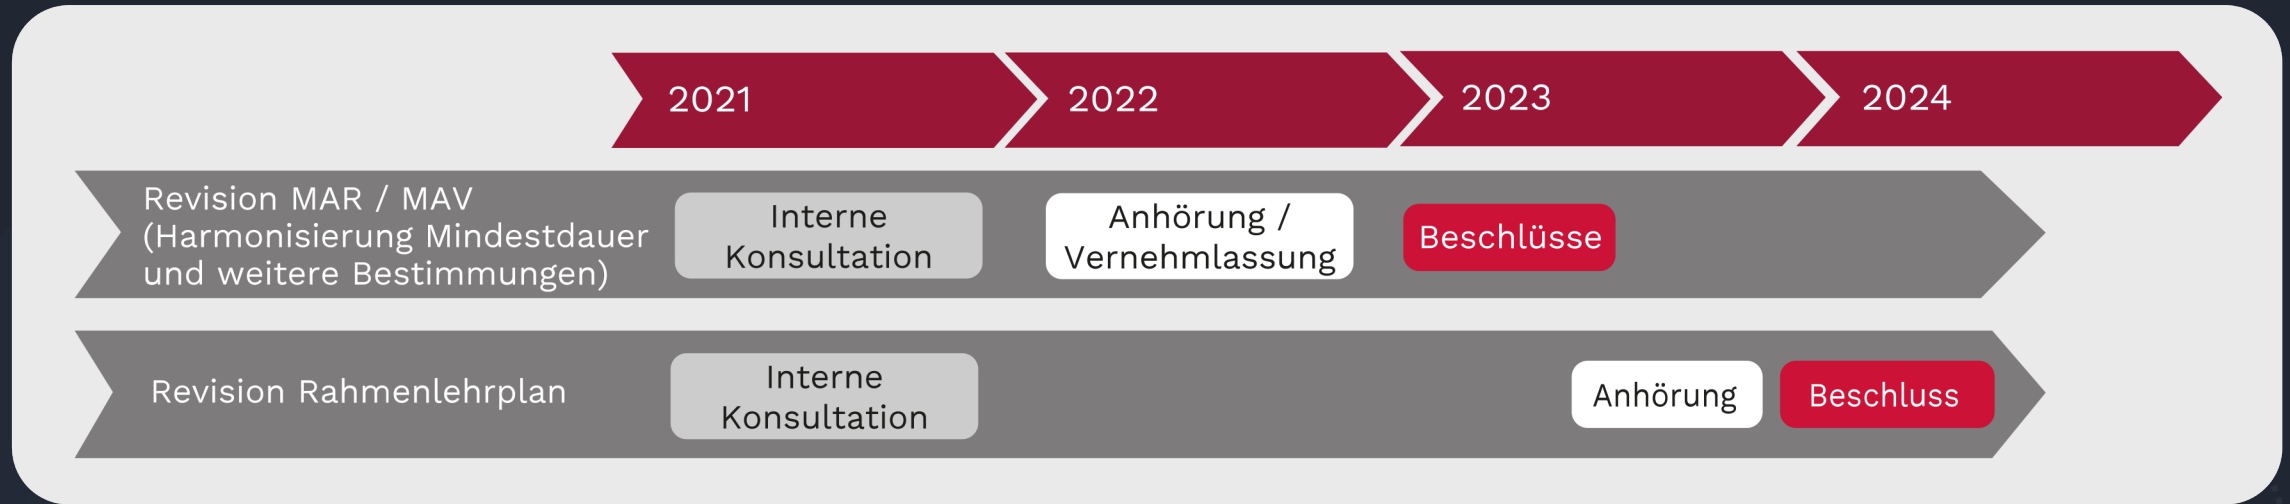 2021
2022
2023
2024
Revision MAR / MAV
(Harmonisierung Mindestdauer
und weitere Bestimmungen)
Interne
Konsultation
Anhörung /
Vernehmlassung
Beschlüsse
Revision Rahmenlehrplan
Interne
Konsultation
Anhörung
Beschluss